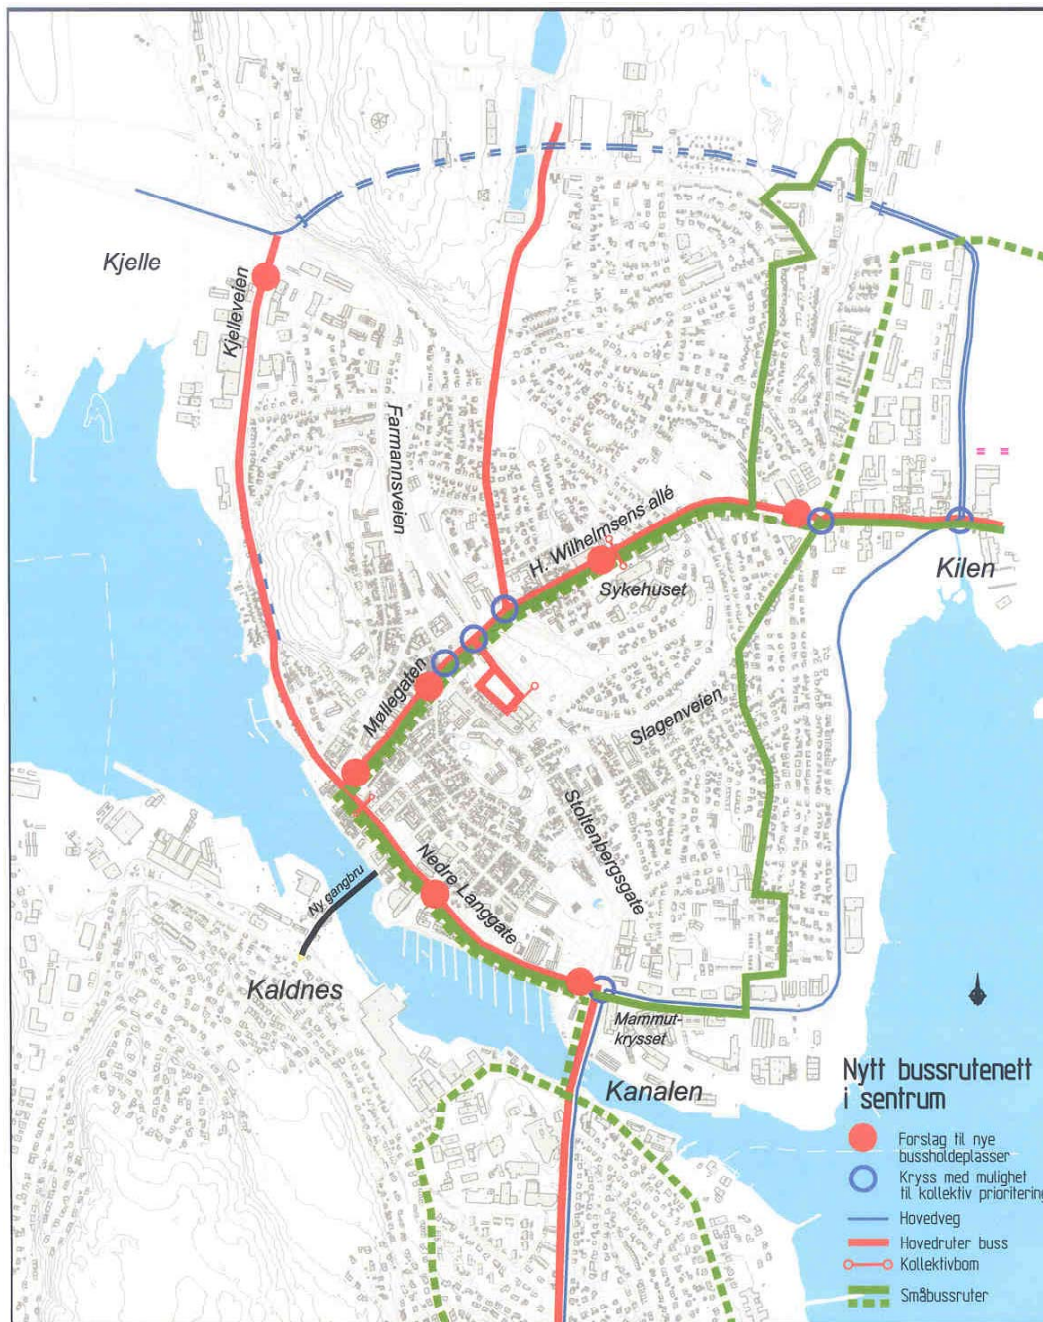 Kjelle
Kjelleveien
Farmannsveien
H. Wilhelmsens allé
Sykehuset
Kilen
Møllegaten
Slagenveien
Stoltenbergsgate
Nedre Langgate
Ny gangbru
Kaldnes
Mammut-
krysset
Kanalen
Nytt bussrutenett
i sentrum
Forslag til nye
bussholdeplasser
Kryss med mulighet
til kollektiv prioritering
Hovedveg
Hovedruter buss
Kollektivbom
Småbussruter